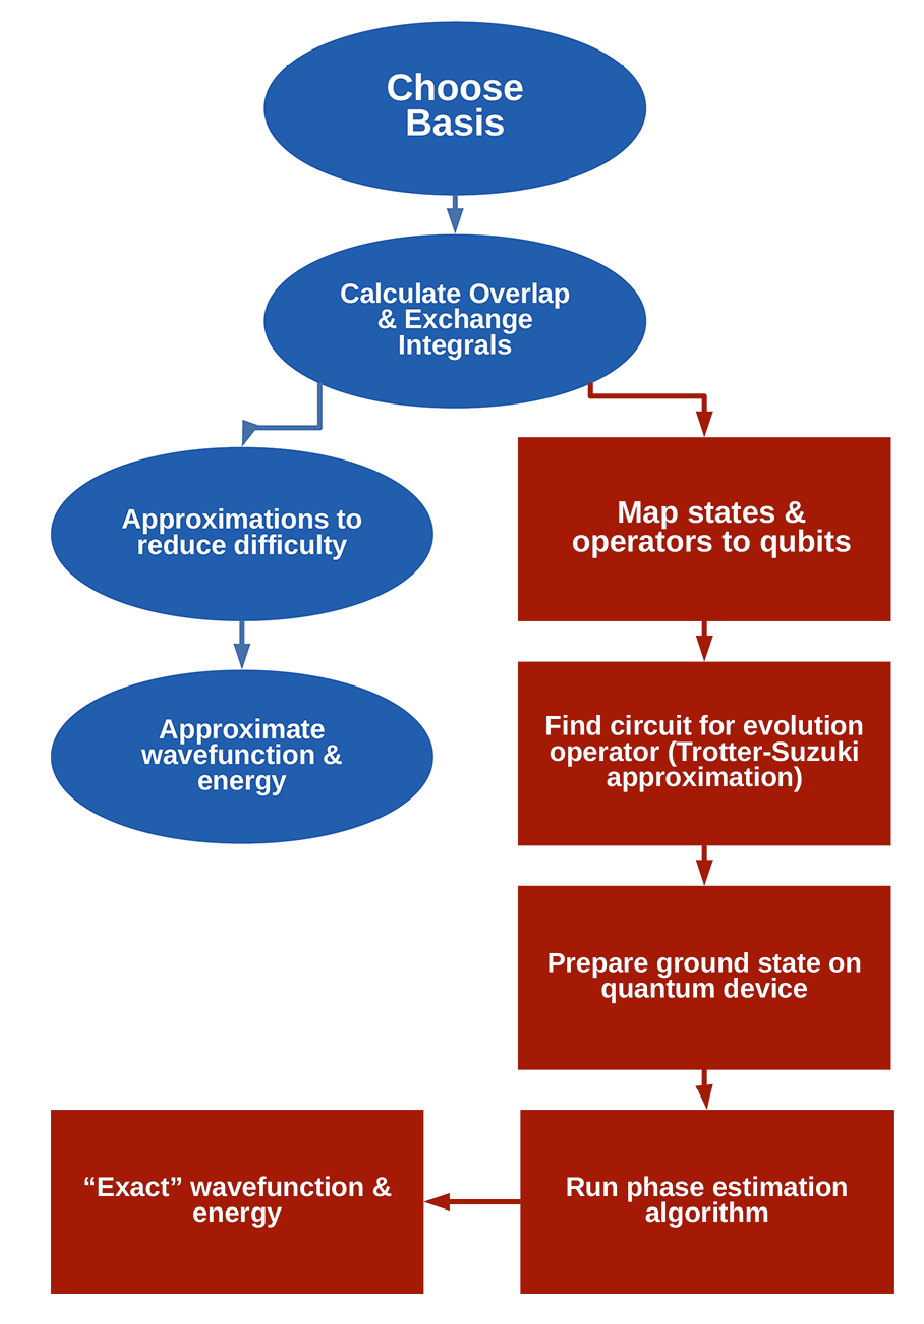 Choose
Basis
Calculate Overlap
& Exchange
Integrals
Approximations to
reduce difficulty
Map states &
operators to qubits
Approximate
wavefunction &
energy
Find circuit for evolution
operator (Trotter-Suzuki
approximation)
Prepare ground state on
quantum device
Run phase estimation
algorithm
“Exact” wavefunction &
energy